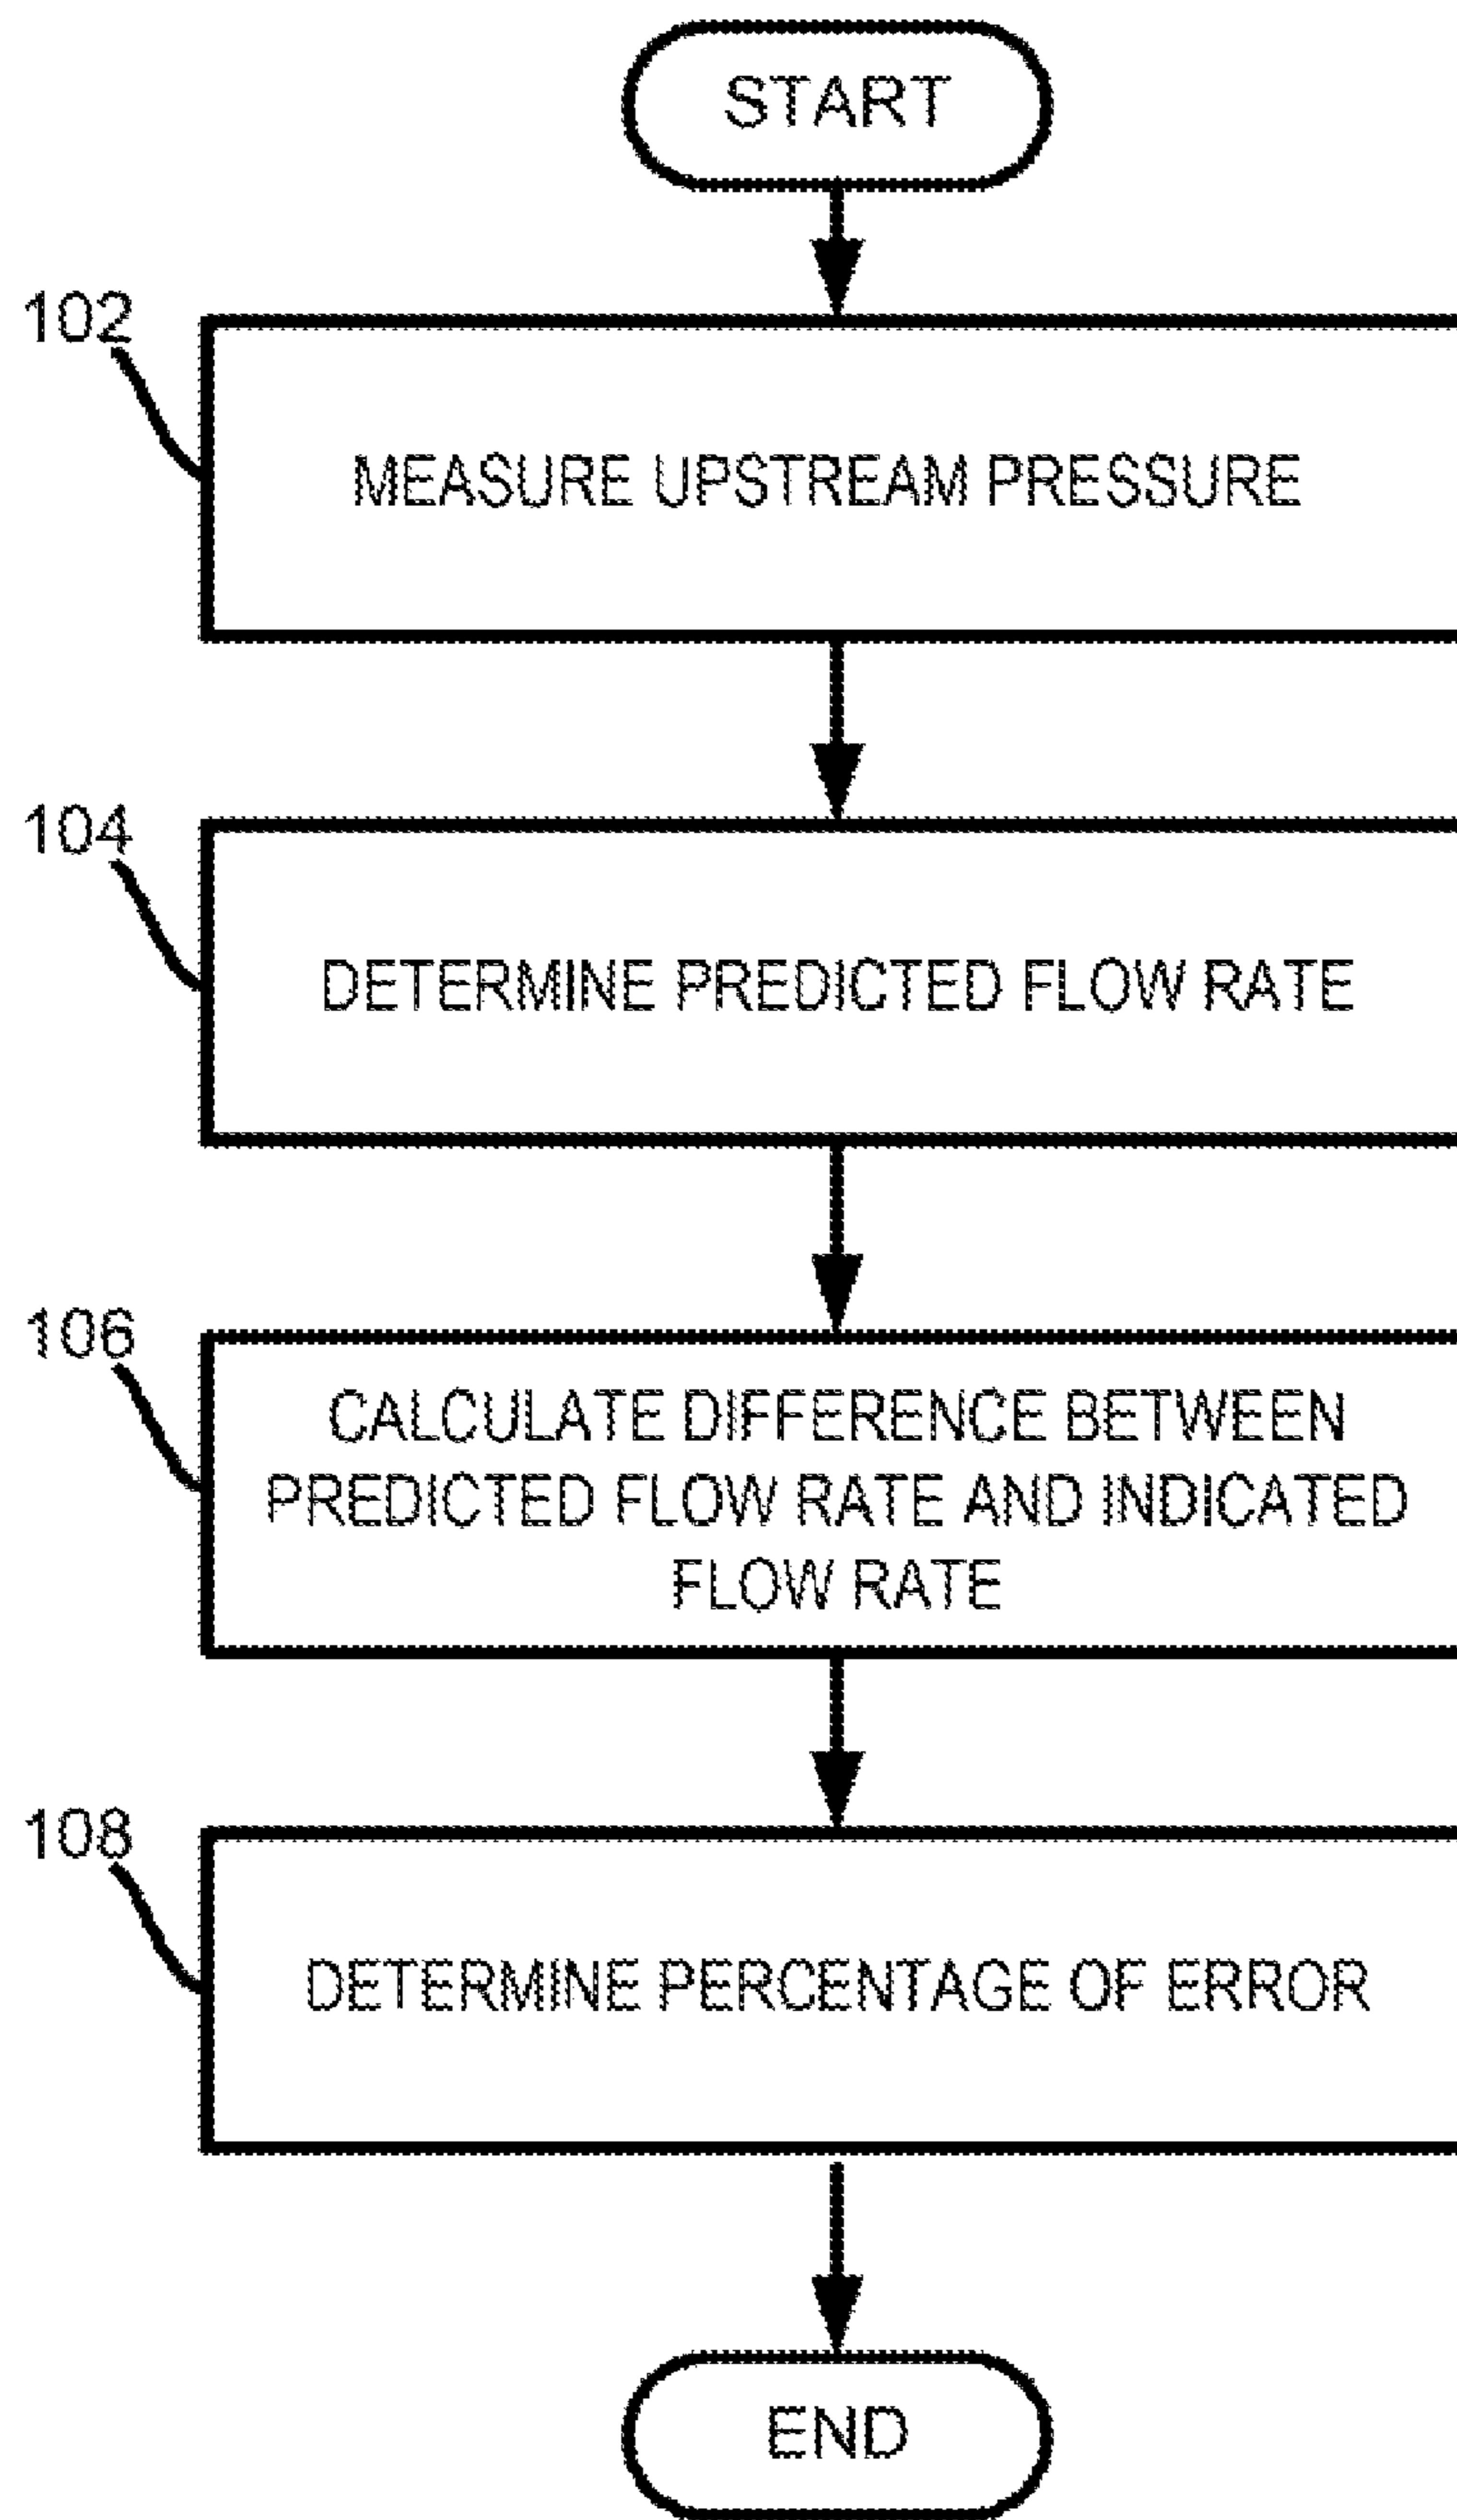 START
102
MEASURE UPSTREAM PRESSURE
104
DETERMINE PREDICTED FLOW RATE
106
CALCULATE DIFFERENCE BETWEEN
PREDICTED FLOW RATE AND INDICATED
FLOW RATE
108
DETERMINE PERCENTAGE OF ERROR
END